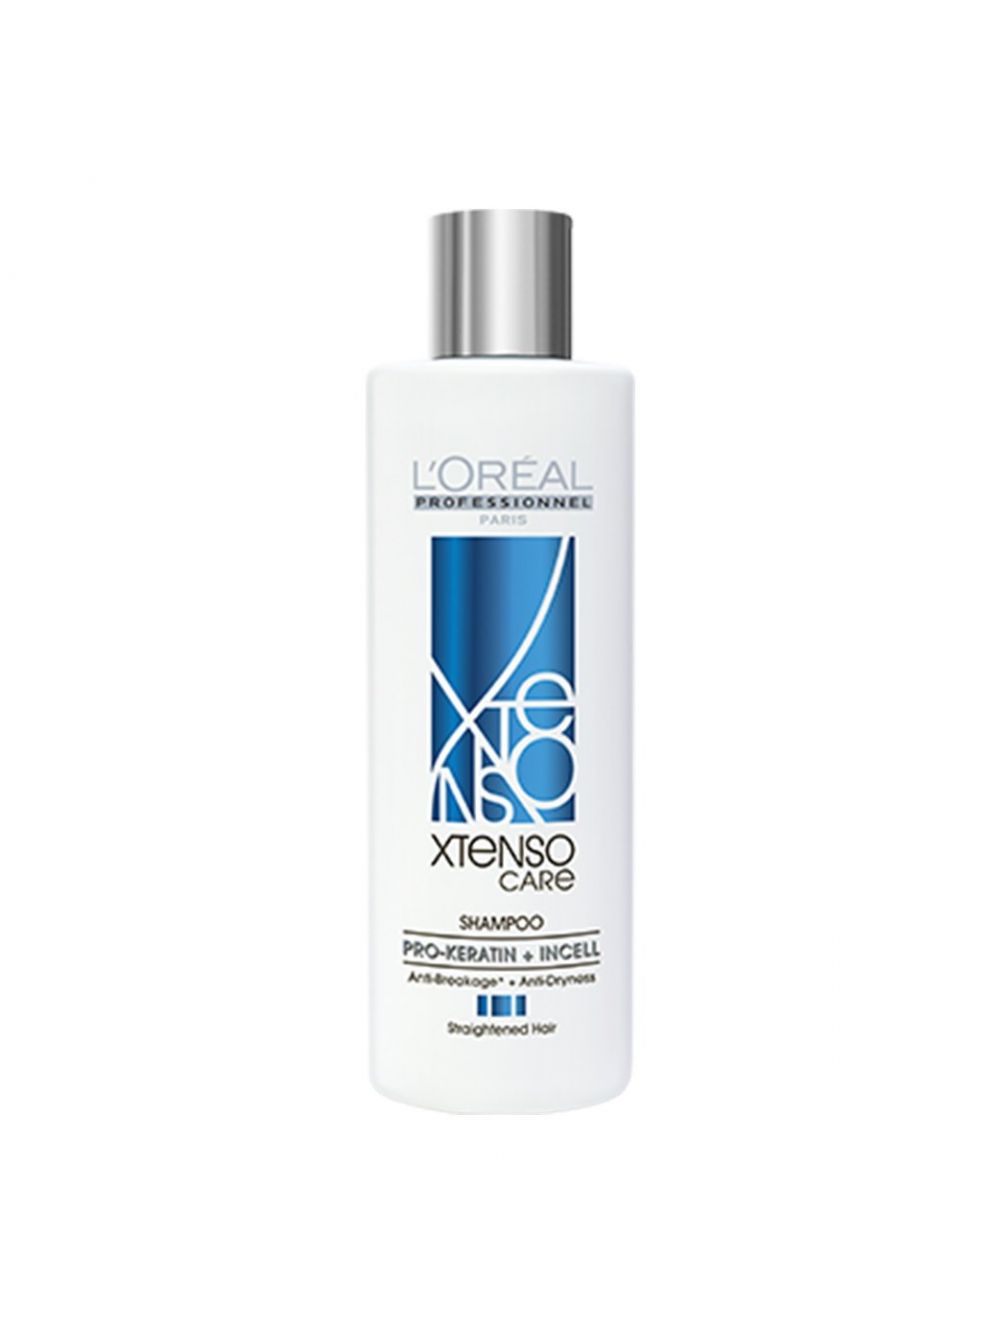 L'ORÉAL
PROFESSIONNEL
PARIS
XTENSO
XTENSO
CARE
SHAMPOO
PRO-KERATIN + INCELL
Anti-Breakage* + Anti-Dryness
Straightened Hair